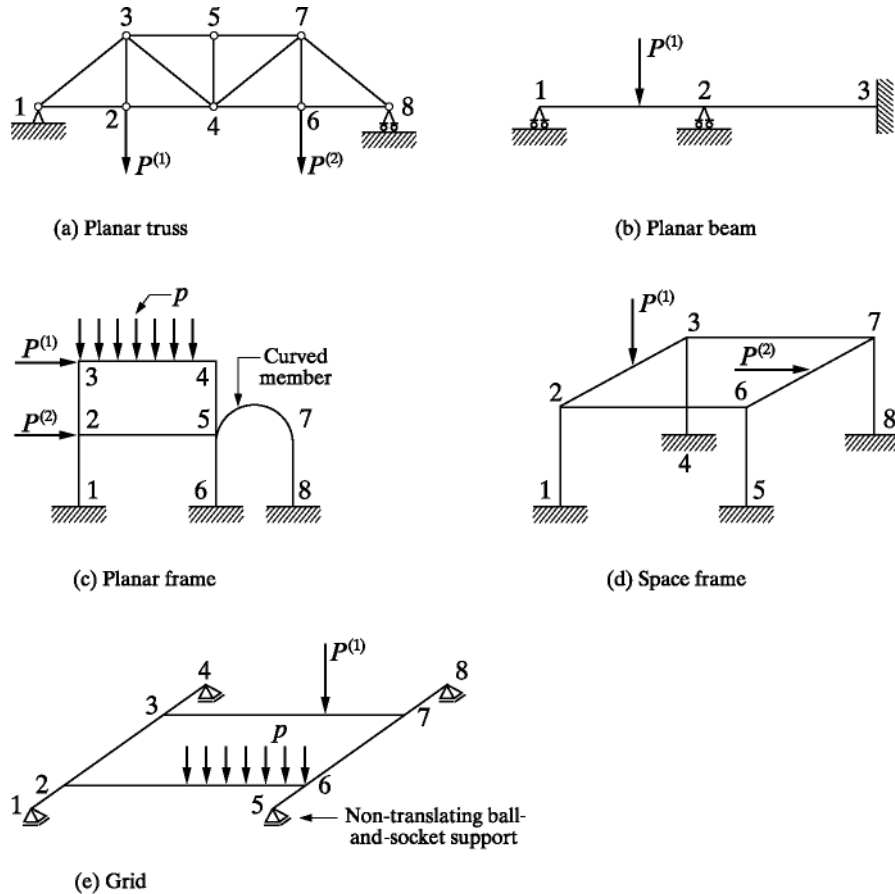 3 5 7
1 2 4 6 8
P(1) P(2)
(a) Planar truss
P(1)
1 2 3
(b) Planar beam
p
P(1)
3 4
Curved
member
P(2)
2 5 7
1 6 8
(c) Planar frame
P(1)
3 7
P(2)
2 6
8
4
1 5
(d) Space frame
P(1)
4 8
3 7
p
2 6
1 5
Non-translating ball-
and-socket support
(e) Grid